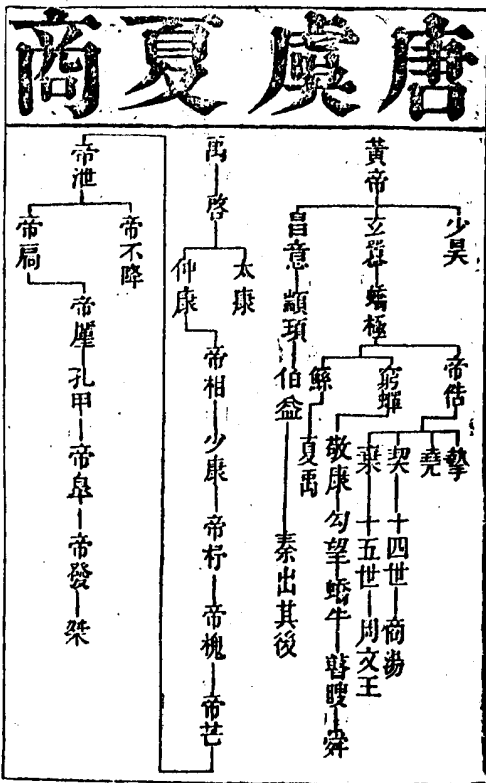 唐虞夏商
黃帝
少昊
玄囂 蟜極
帝俈
摯
堯
契 十四世 商湯
棄 十五世 周文王
窮蟬
敬康 勾望 蟜牛 瞽瞍 舜
鯀
夏禹
昌意 顓頊 伯益 秦出其後
禹 啓
太康
仲康
帝相 少康 帝杼 帝槐 帝芒
帝泄
帝不降
帝扃
帝廑 孔甲 帝皐 帝發 桀